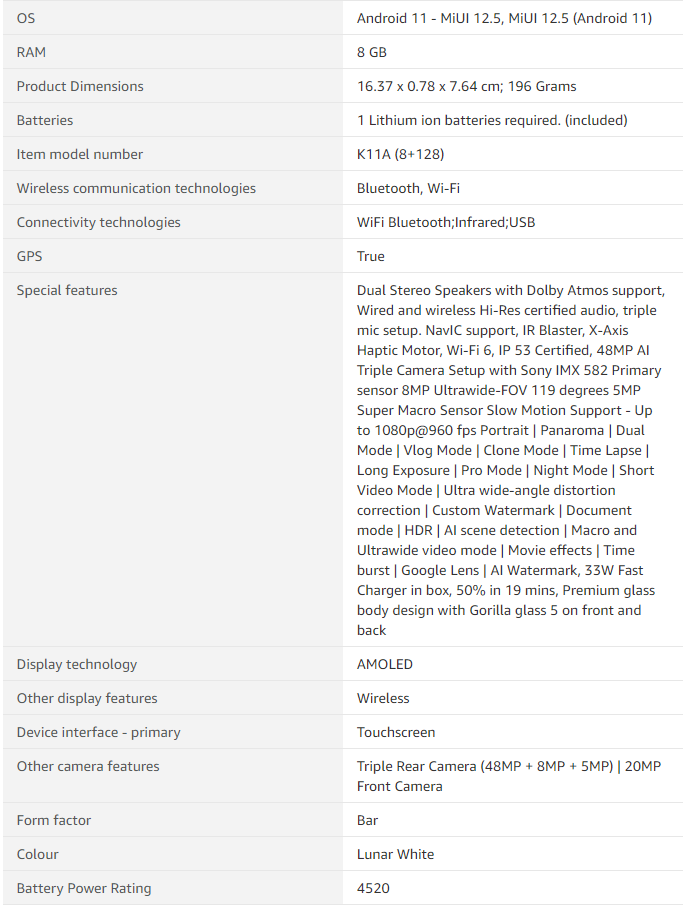 OS Android 11 - MiUI 12.5, MiUI 12.5 (Android 11)
RAM 8 GB
Product Dimensions 16.37 x 0.78 x 7.64 cm; 196 Grams
Batteries 1 Lithium ion batteries required. (included)
Item model number K11A (8+128)
Wireless communication technologies Bluetooth, Wi-Fi
Connectivity technologies WiFi Bluetooth;Infrared;USB
GPS True
Special features Dual Stereo Speakers with Dolby Atmos support,
Wired and wireless Hi-Res certified audio, triple
mic setup. NavIC support, IR Blaster, X-Axis
Haptic Motor, Wi-Fi 6, IP 53 Certified, 48MP AI
Triple Camera Setup with Sony IMX 582 Primary
sensor 8MP Ultrawide-FOV 119 degrees 5MP
Super Macro Sensor Slow Motion Support - Up
to 1080p@960 fps Portrait | Panaroma | Dual
Mode | Vlog Mode | Clone Mode | Time Lapse |
Long Exposure | Pro Mode | Night Mode | Short
Video Mode | Ultra wide-angle distortion
correction | Custom Watermark | Document
mode | HDR | AI scene detection | Macro and
Ultrawide video mode | Movie effects | Time
burst | Google Lens | AI Watermark, 33W Fast
Charger in box, 50% in 19 mins, Premium glass
body design with Gorilla glass 5 on front and
back
Display technology AMOLED
Other display features Wireless
Device interface - primary Touchscreen
Other camera features Triple Rear Camera (48MP + 8MP + 5MP) | 20MP
Front Camera
Form factor Bar
Colour Lunar White
Battery Power Rating 4520